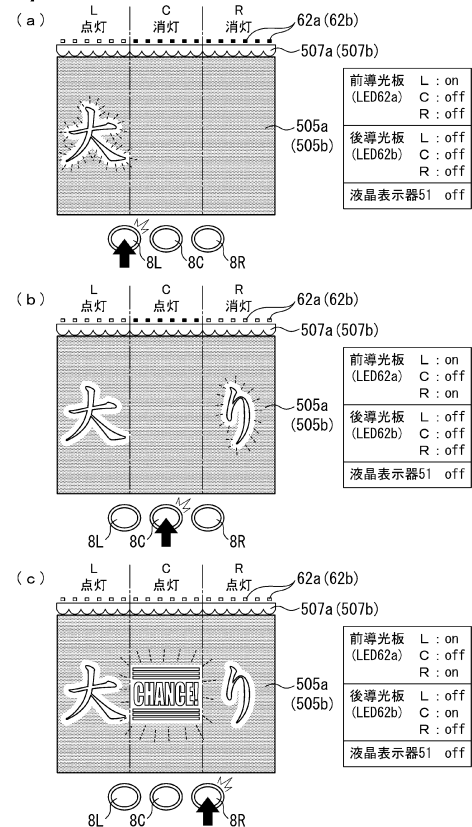 (a)
L C R
点灯 消灯 消灯
62a(62b)
507a(507b)
大
505a
(505b)
8L 8C 8R
前導光板 L:on
(LED62a) C:off
R:off
後導光板 L:off
(LED62b) C:off
R:off
液晶表示器51 off
(b)
L C R
点灯 点灯 消灯
62a(62b)
507a(507b)
大 り
505a
(505b)
8L 8C 8R
前導光板 L:on
(LED62a) C:off
R:on
後導光板 L:off
(LED62b) C:off
R:off
液晶表示器51 off
(c)
L C R
点灯 点灯 点灯
62a(62b)
507a(507b)
大 CHANCE! り
505a
(505b)
8L 8C 8R
前導光板 L:on
(LED62a) C:off
R:on
後導光板 L:off
(LED62b) C:on
R:off
液晶表示器51 off